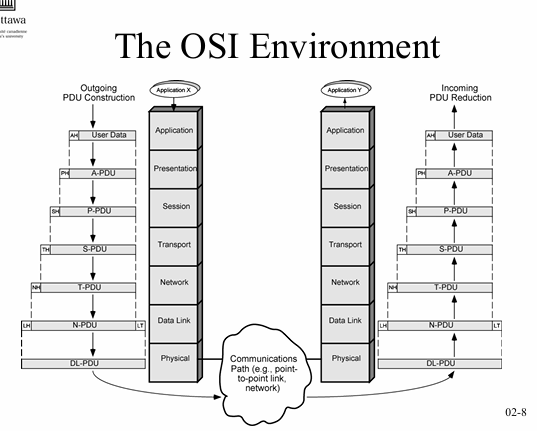 ttawa
The OSI Environment
Outgoing
PDU Construction
Application X
Application Y
Incoming
PDU Reduction
AH User Data
Application
Application
AH User Data
PH A-PDU
Presentation
Presentation
PH A-PDU
SH P-PDU
Session
Session
SH P-PDU
TH S-PDU
Transport
Transport
TH S-PDU
NH T-PDU
Network
Network
NH T-PDU
LH N-PDU LT
Data Link
Data Link
LH N-PDU LT
DL-PDU
Physical
Communications
Path (e.g., point-
to-point link,
network)
Physical
DL-PDU
02-8